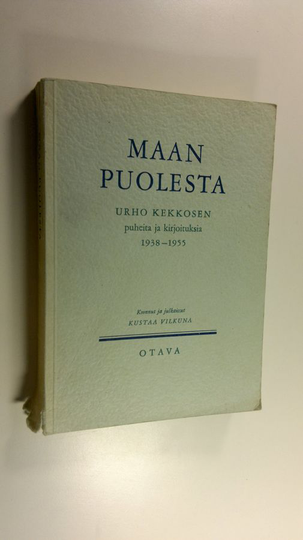 MAAN
PUOLESTA
URHO KEKKOSEN
puheita ja kirjoituksia
1938–1955
Koonnut ja julkaissut
KUSTAA VILKUNA
OTAVA